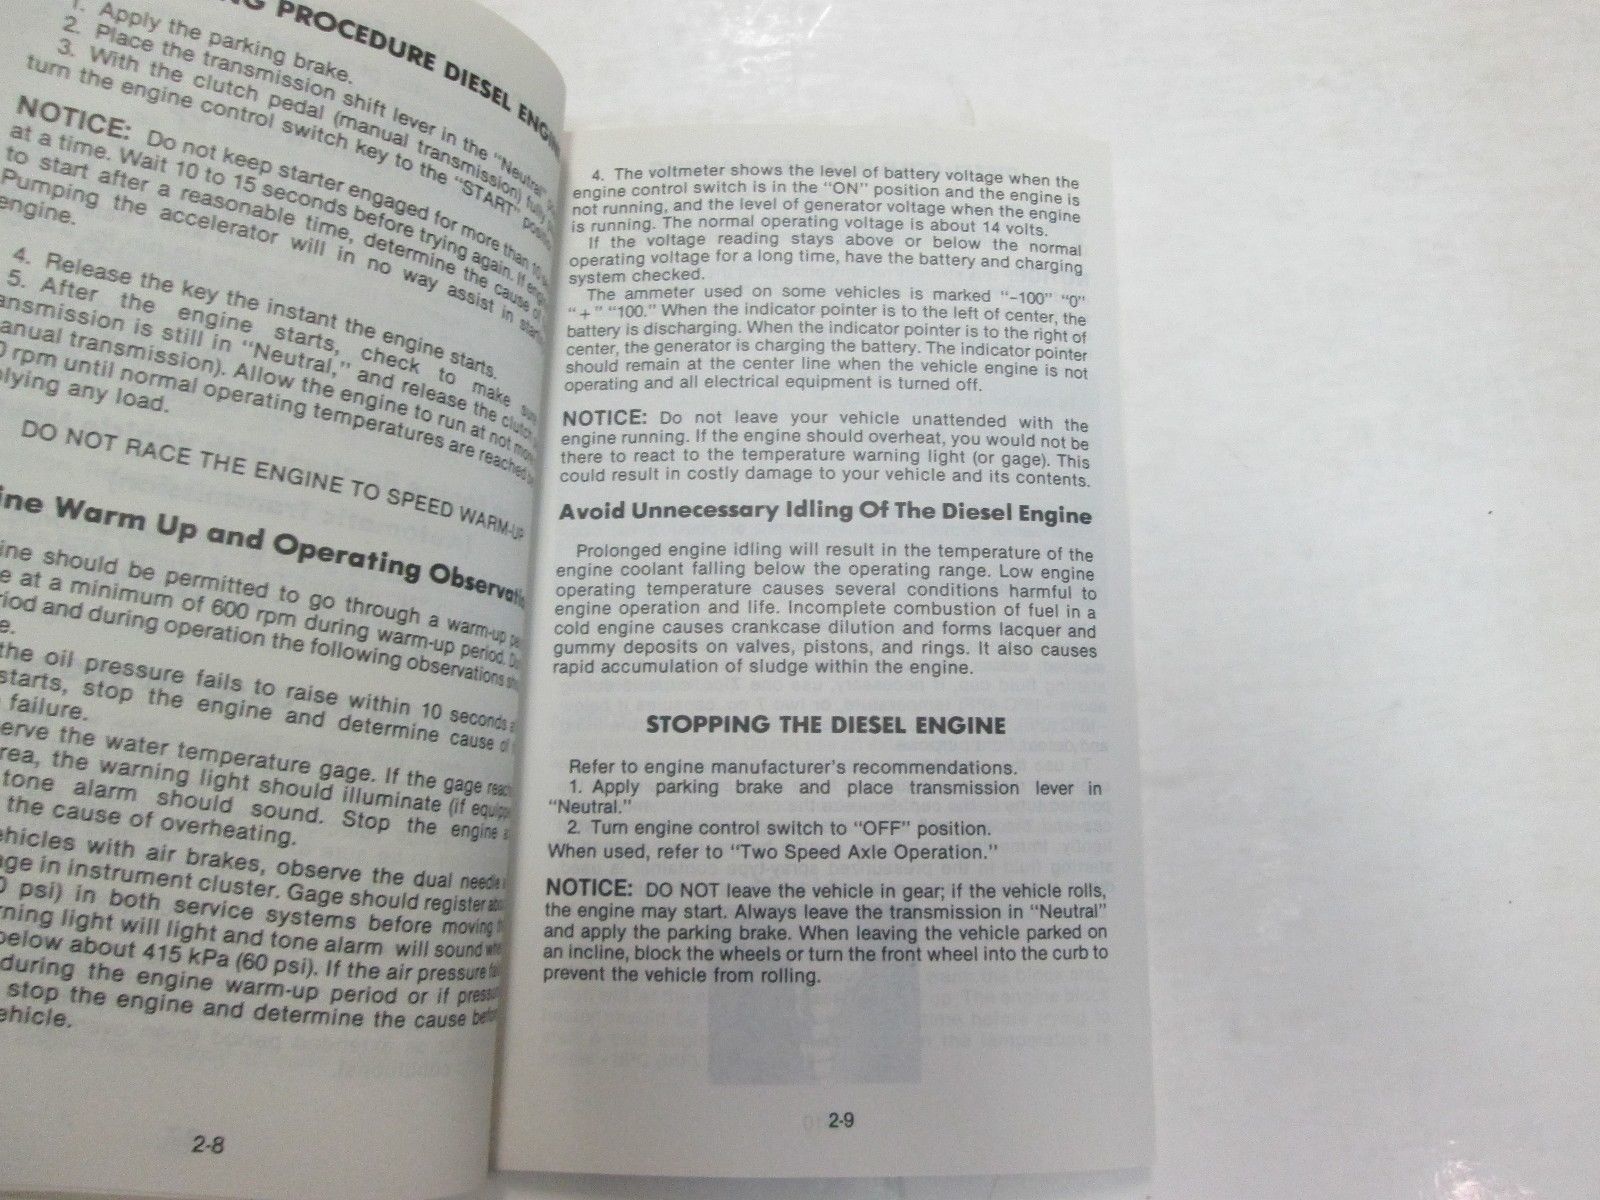 PROCEDURE DIESEL ENGIN
1. Apply the parking brake.
2. Place the transmission shift lever in the "Neutral"
3. With the clutch pedal (manual transmission) fully
turn the engine control switch key to the "START" position
NOTICE: Do not keep starter engaged for more than 10
at a time. Wait 10 to 15 seconds before trying again. If
to start after a reasonable time, determine the cause of
Pumping the accelerator will in no way assist in
engine.
4. Release the key the instant the engine starts.
5. After the engine starts, check to make sure
ansmission is still in "Neutral," and release the clutch
anual transmission). Allow the engine to run at not more
0 rpm until normal operating temperatures are reached
plying any load.
DO NOT RACE THE ENGINE TO SPEED WARM-UP
ine Warm Up and Operating Observati
ine should be permitted to go through a warm-up
e at a minimum of 600 rpm during warm-up period.
riod and during operation the following observations
e.
the oil pressure fails to raise within 10 seconds
starts, stop the engine and determine cause of
failure.
erve the water temperature gage. If the gage
rea, the warning light should illuminate (if
tone alarm should sound. Stop the engine
the cause of overheating.
ehicles with air brakes, observe the dual needle
age in instrument cluster. Gage should register
0 psi) in both service systems before moving
rning light will light and tone alarm will sound
below about 415 kPa (60 psi). If the air pressure
during the engine warm-up period or if
stop the engine and determine the cause
ehicle.
2-8
4. The voltmeter shows the level of battery voltage when the
engine control switch is in the "ON" position and the engine is
not running, and the level of generator voltage when the engine
is running. The normal operating voltage is about 14 volts.
If the voltage reading stays above or below the normal
operating voltage for a long time, have the battery and charging
system checked.
The ammeter used on some vehicles is marked "-100" "0"
"+" "100." When the indicator pointer is to the left of center, the
battery is discharging. When the indicator pointer is to the right of
center, the generator is charging the battery. The indicator pointer
should remain at the center line when the vehicle engine is not
operating and all electrical equipment is turned off.
NOTICE: Do not leave your vehicle unattended with the
engine running. If the engine should overheat, you would not be
there to react to the temperature warning light (or gage). This
could result in costly damage to your vehicle and its contents.
Avoid Unnecessary Idling Of The Diesel Engine
Prolonged engine idling will result in the temperature of the
engine coolant falling below the operating range. Low engine
operating temperature causes several conditions harmful to
engine operation and life. Incomplete combustion of fuel in a
cold engine causes crankcase dilution and forms lacquer and
gummy deposits on valves, pistons, and rings. It also causes
rapid accumulation of sludge within the engine.
STOPPING THE DIESEL ENGINE
Refer to engine manufacturer's recommendations.
1. Apply parking brake and place transmission lever in
"Neutral."
2. Turn engine control switch to "OFF" position.
When used, refer to "Two Speed Axle Operation."
NOTICE: DO NOT leave the vehicle in gear; if the vehicle rolls,
the engine may start. Always leave the transmission in "Neutral"
and apply the parking brake. When leaving the vehicle parked on
an incline, block the wheels or turn the front wheel into the curb to
prevent the vehicle from rolling.
2-9